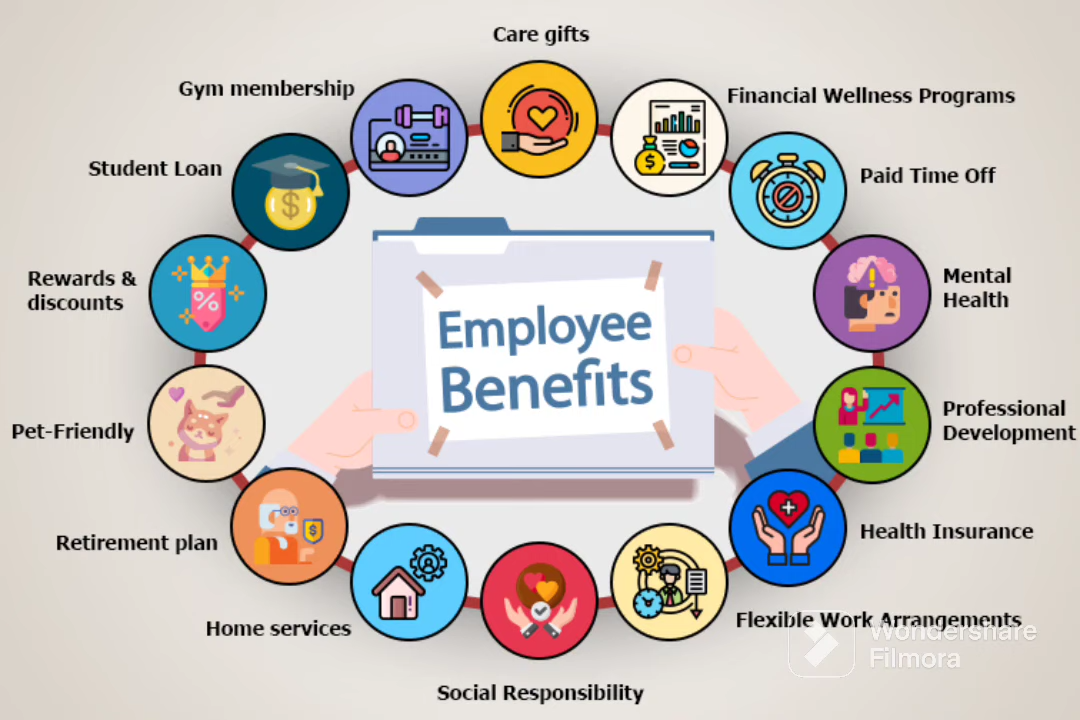 Care gifts
Gym membership
Financial Wellness Programs
Student Loan
Paid Time Off
Rewards &
discounts
Mental
Health
Employee
Benefits
Pet-Friendly
Professional
Development
Retirement plan
Health Insurance
Home services
Flexible Work Arrangements
Wondershare
Filmora
Social Responsibility